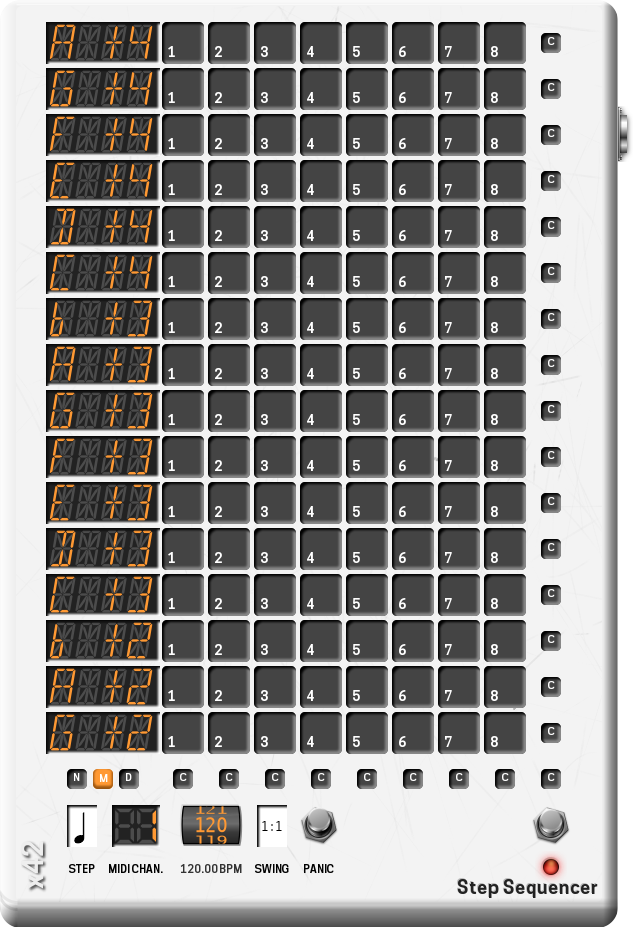 A +4 1 2 3 4 5 6 7 8 C
G +4 1 2 3 4 5 6 7 8 C
F +4 1 2 3 4 5 6 7 8 C
E +4 1 2 3 4 5 6 7 8 C
D +4 1 2 3 4 5 6 7 8 C
C +4 1 2 3 4 5 6 7 8 C
b +3 1 2 3 4 5 6 7 8 C
A +3 1 2 3 4 5 6 7 8 C
G +3 1 2 3 4 5 6 7 8 C
F +3 1 2 3 4 5 6 7 8 C
E +3 1 2 3 4 5 6 7 8 C
D +3 1 2 3 4 5 6 7 8 C
C +3 1 2 3 4 5 6 7 8 C
b +2 1 2 3 4 5 6 7 8 C
A +2 1 2 3 4 5 6 7 8 C
G +2 1 2 3 4 5 6 7 8 C
N M D C C C C C C C C C
121
1 120 1:1
119
STEP MIDI CHAN. 120.00BPM SWING PANIC
x42
Step Sequencer